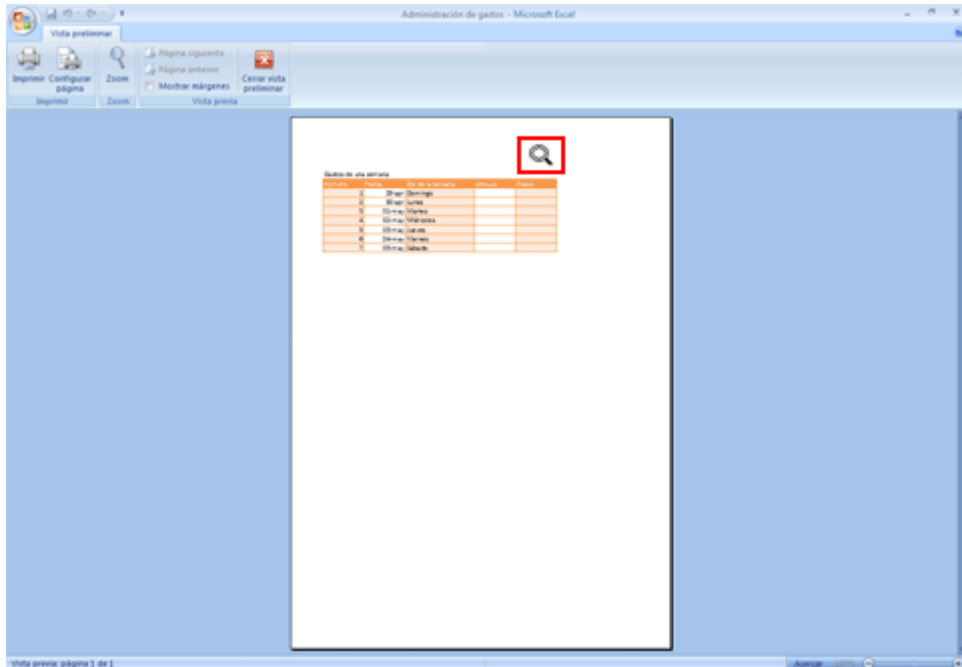 Administración de gastos - Microsoft Excel
Vista preliminar
Imprimir
Configurar página
Zoom
Página siguiente
Página anterior
Mostrar márgenes
Cerrar vista preliminar
Imprimir
Zoom
Vista previa
Gastos de una semana
Fecha Día de la semana Artículo Precio
1 Domingo
2 Lunes
3 Martes
4 Miércoles
5 Jueves
6 Viernes
7 Sábado
Vista previa: página 1 de 1
Acercar 100%